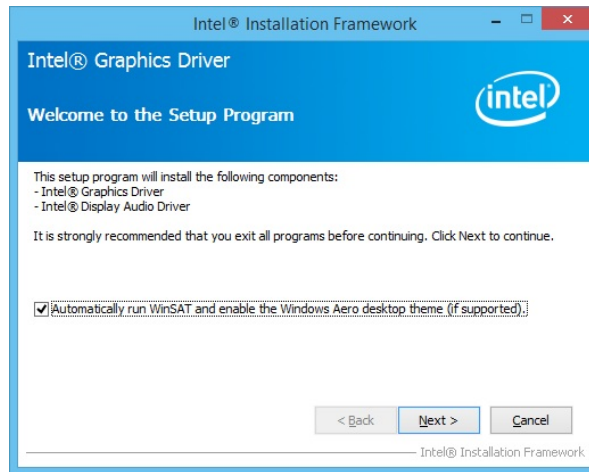 Intel® Installation Framework
Intel® Graphics Driver
intel
Welcome to the Setup Program
This setup program will install the following components:
- Intel® Graphics Driver
- Intel® Display Audio Driver
It is strongly recommended that you exit all programs before continuing. Click Next to continue.
Automatically run WinSAT and enable the Windows Aero desktop theme (if supported).
< Back Next > Cancel
Intel® Installation Framework